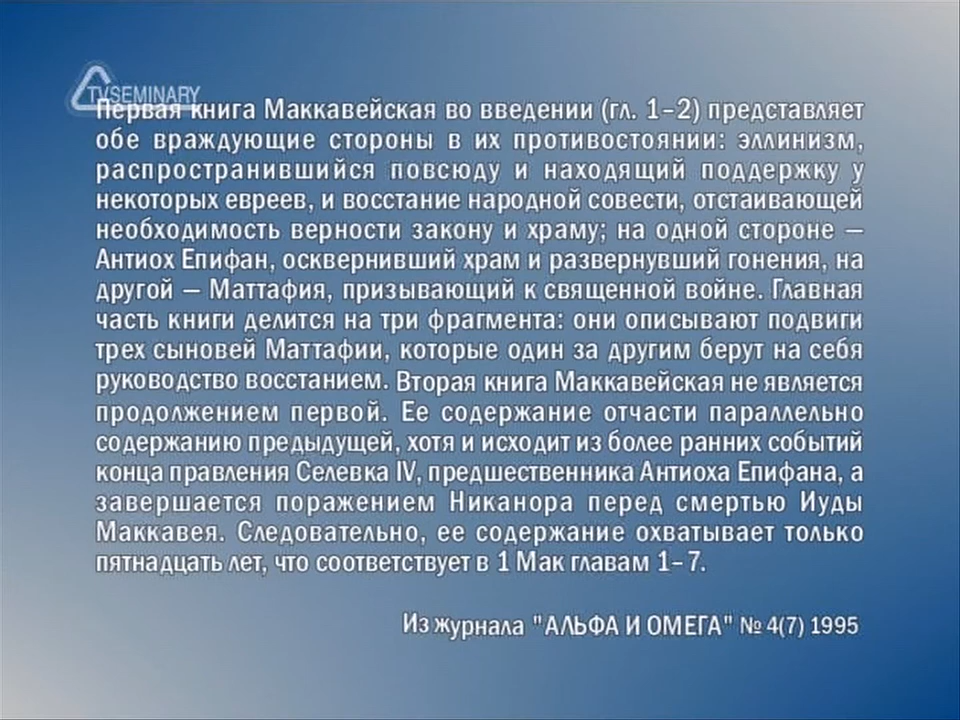 TVSEMINARY
Первая книга Маккавейская во введении (гл. 1–2) представляет
обе враждующие стороны в их противостоянии: эллинизм,
распространившийся повсюду и находящий поддержку у
некоторых евреев, и восстание народной совести, отстаивающей
необходимость верности закону и храму; на одной стороне —
Антиох Епифан, осквернивший храм и развернувший гонения, на
другой — Маттафия, призывающий к священной войне. Главная
часть книги делится на три фрагмента: они описывают подвиги
трех сыновей Маттафии, которые один за другим берут на себя
руководство восстанием. Вторая книга Маккавейская не является
продолжением первой. Ее содержание отчасти параллельно
содержанию предыдущей, хотя и исходит из более ранних событий
конца правления Селевка IV, предшественника Антиоха Епифана, а
завершается поражением Никанора перед смертью Иуды
Маккавея. Следовательно, ее содержание охватывает только
пятнадцать лет, что соответствует в 1 Мак главам 1–7.
Из журнала "АЛЬФА И ОМЕГА" № 4(7) 1995